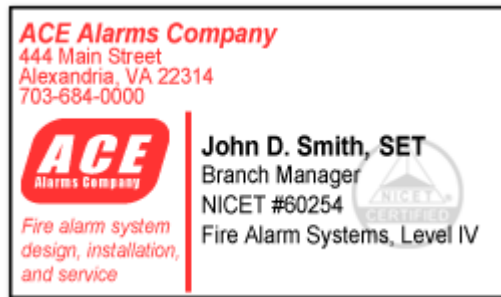 ACE Alarms Company
444 Main Street
Alexandria, VA 22314
703-684-0000
ACE
Alarms Company
Fire alarm system
design, installation,
and service
John D. Smith, SET
Branch Manager
NICET #60254
Fire Alarm Systems, Level IV
NICET
CERTIFIED